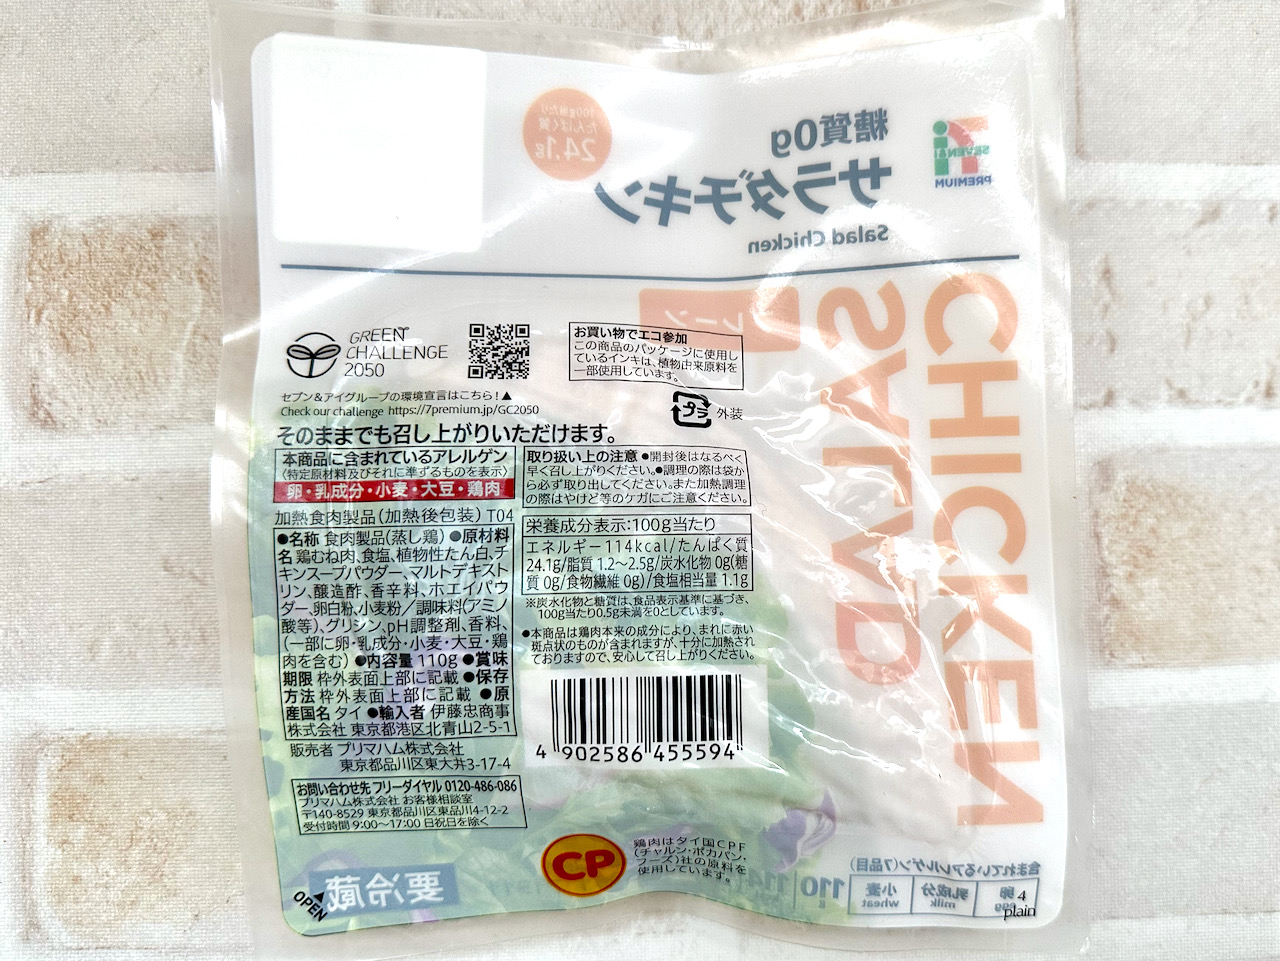 100g当たり
たんぱく質
24.1g
糖質0g
サラダチキン
Salad Chicken
SEVEN&i
PREMIUM
CHICKEN
SALAD
プレーン
GREEN
CHALLENGE
2050
お買い物でエコ参加
この商品のパッケージに使用し
ているインキは、植物由来原料を
一部使用しています。
セブン&アイグループの環境宣言はこちら!▲
Check our challenge https://7premium.jp/GC2050
プラ 外装
そのままでも召し上がりいただけます。
本商品に含まれているアレルゲン
(特定原材料及びそれに準ずるものを表示)
卵・乳成分・小麦・大豆・鶏肉
加熱食肉製品(加熱後包装) T04
●名称 食肉製品(蒸し鶏) ●原材料
名 鶏むね肉、食塩、植物性たん白、チ
キンスープパウダー、マルトデキスト
リン、醸造酢、香辛料、ホエイパウ
ダー、卵白粉、小麦粉/調味料(アミノ
酸等)、グリシン、pH調整剤、香料、
(一部に卵・乳成分・小麦・大豆・鶏
肉を含む) ●内容量 110g ●賞味
期限 枠外表面上部に記載 ●保存
方法 枠外表面上部に記載 ●原
産国名 タイ ●輸入者 伊藤忠商事
株式会社 東京都港区北青山2-5-1
販売者 プリマハム株式会社
東京都品川区東大井3-17-4
お問い合わせ先 フリーダイヤル 0120-486-086
プリマハム株式会社 お客様相談室
〒140-8529 東京都品川区東品川4-12-2
受付時間 9:00~17:00 日祝日を除く
取り扱い上の注意 ●開封後はなるべく
早く召し上がりください。●調理の際は袋か
ら必ず取り出してください。また加熱調理
の際はやけど等のケガにご注意ください。
栄養成分表示:100g当たり
エネルギー114kcal/たんぱく質
24.1g/脂質 1.2~2.5g/炭水化物 0g(糖
質 0g/食物繊維 0g)/食塩相当量 1.1g
※炭水化物と糖質は、食品表示基準に基づき、
100g当たり0.5g未満を0としています。
●本商品は鶏肉本来の成分により、まれに赤い
斑点状のものが含まれますが、十分に加熱され
ておりますので、安心して召し上がりください。
4 902586 455594
CP
鶏肉はタイ国CPF
(チャルン・ポカパン・
フーズ)社の原料を
使用しています。
▲
OPEN
要冷蔵
110
g
含まれているアレルゲン(7品目)
小麦
wheat
乳成分
milk
卵
egg
4
plain